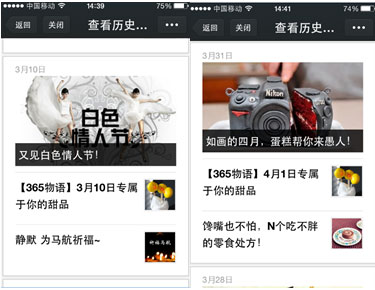 中国移动 14:39 75%
返回 关闭 查看历史... •••
3月10日
白色
情人节
又见白色情人节!
【365物语】3月10日专属
于你的甜品
静默 为马航祈福~
祈福马航
中国移动 14:41 74%
返回 关闭 查看历史... •••
3月31日
Nikon
如画的四月,蛋糕帮你来愚人!
【365物语】4月1日专属
于你的甜品
馋嘴也不怕,N个吃不胖
的零食处方!
3月28日